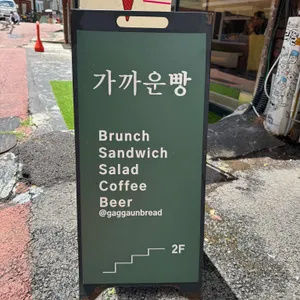 가까운빵
Brunch
Sandwich
Salad
Coffee
Beer
@gaggaunbread
2F